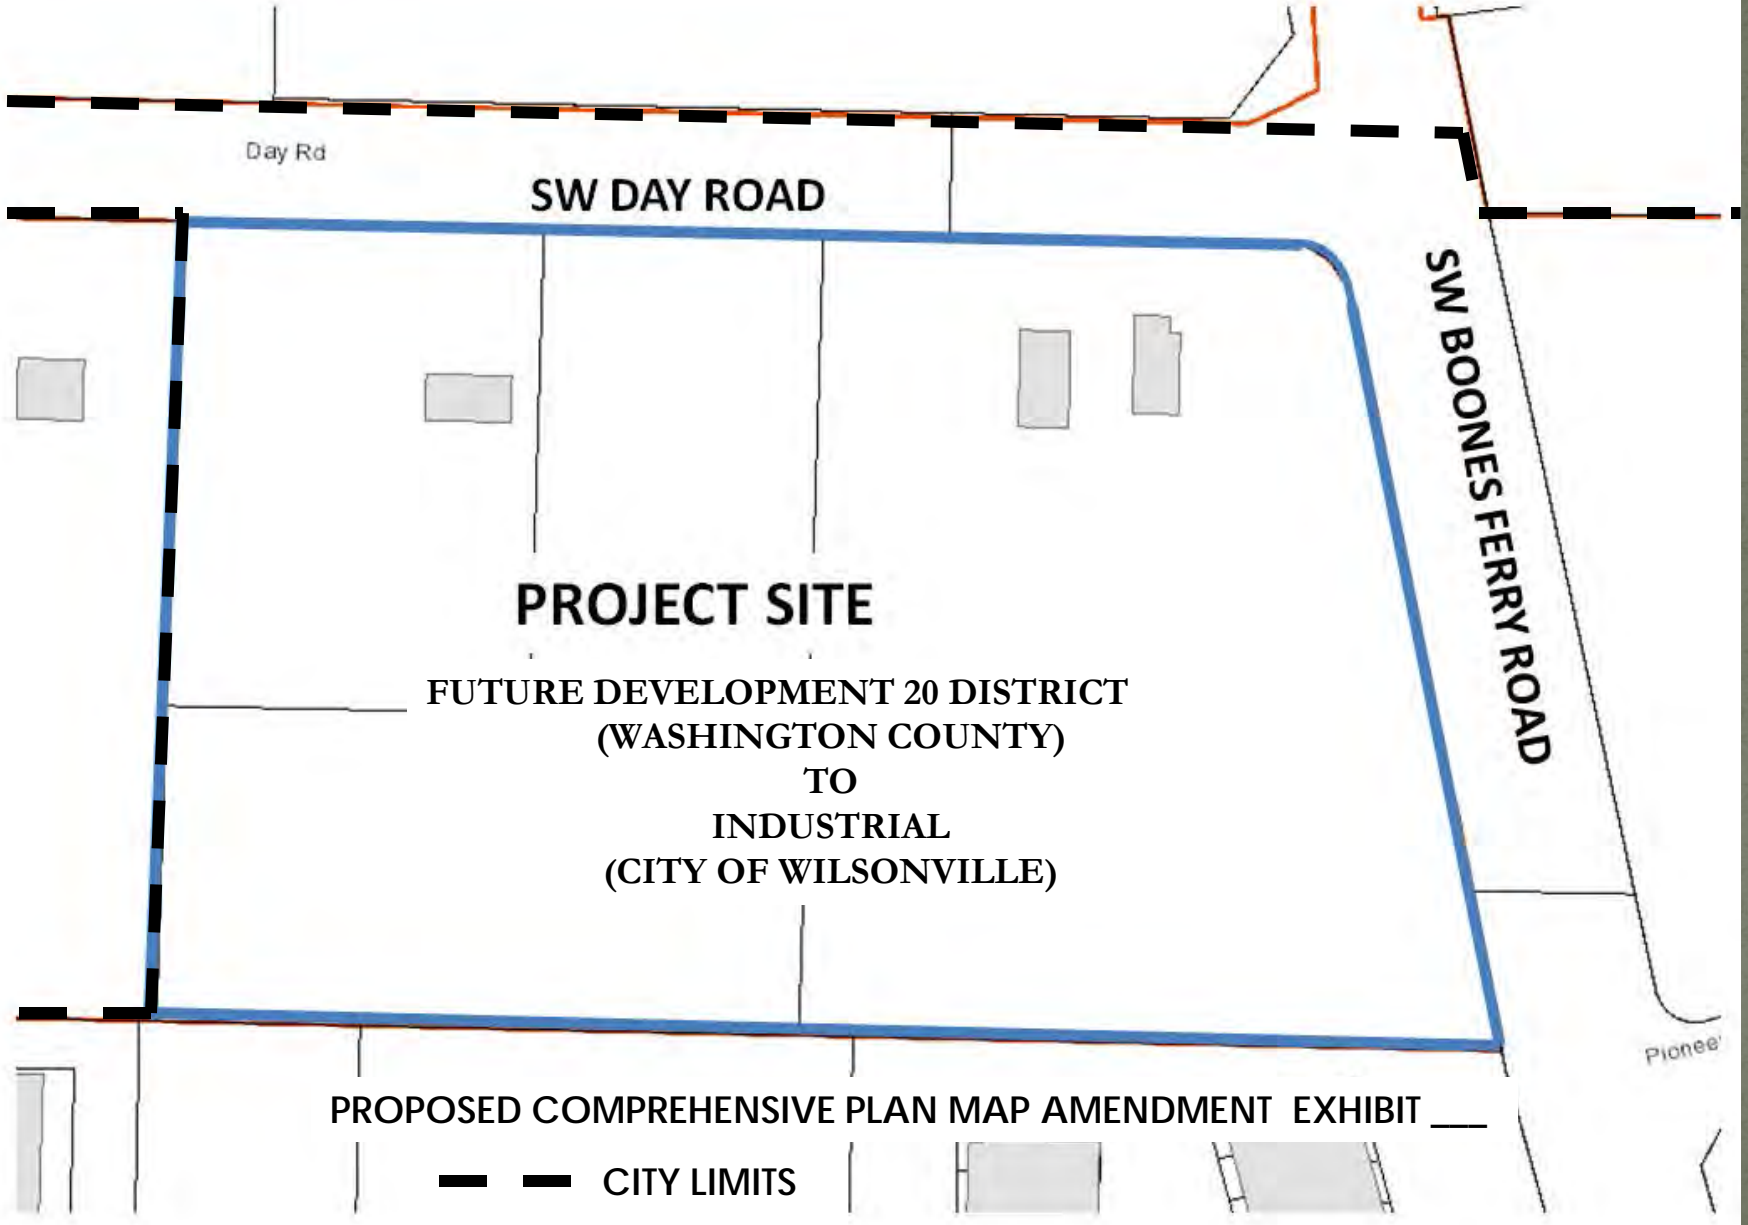 Day Rd
SW DAY ROAD
SW BOONES FERRY ROAD
PROJECT SITE
FUTURE DEVELOPMENT 20 DISTRICT
(WASHINGTON COUNTY)
TO
INDUSTRIAL
(CITY OF WILSONVILLE)
Pionee
PROPOSED COMPREHENSIVE PLAN MAP AMENDMENT EXHIBIT ___
CITY LIMITS